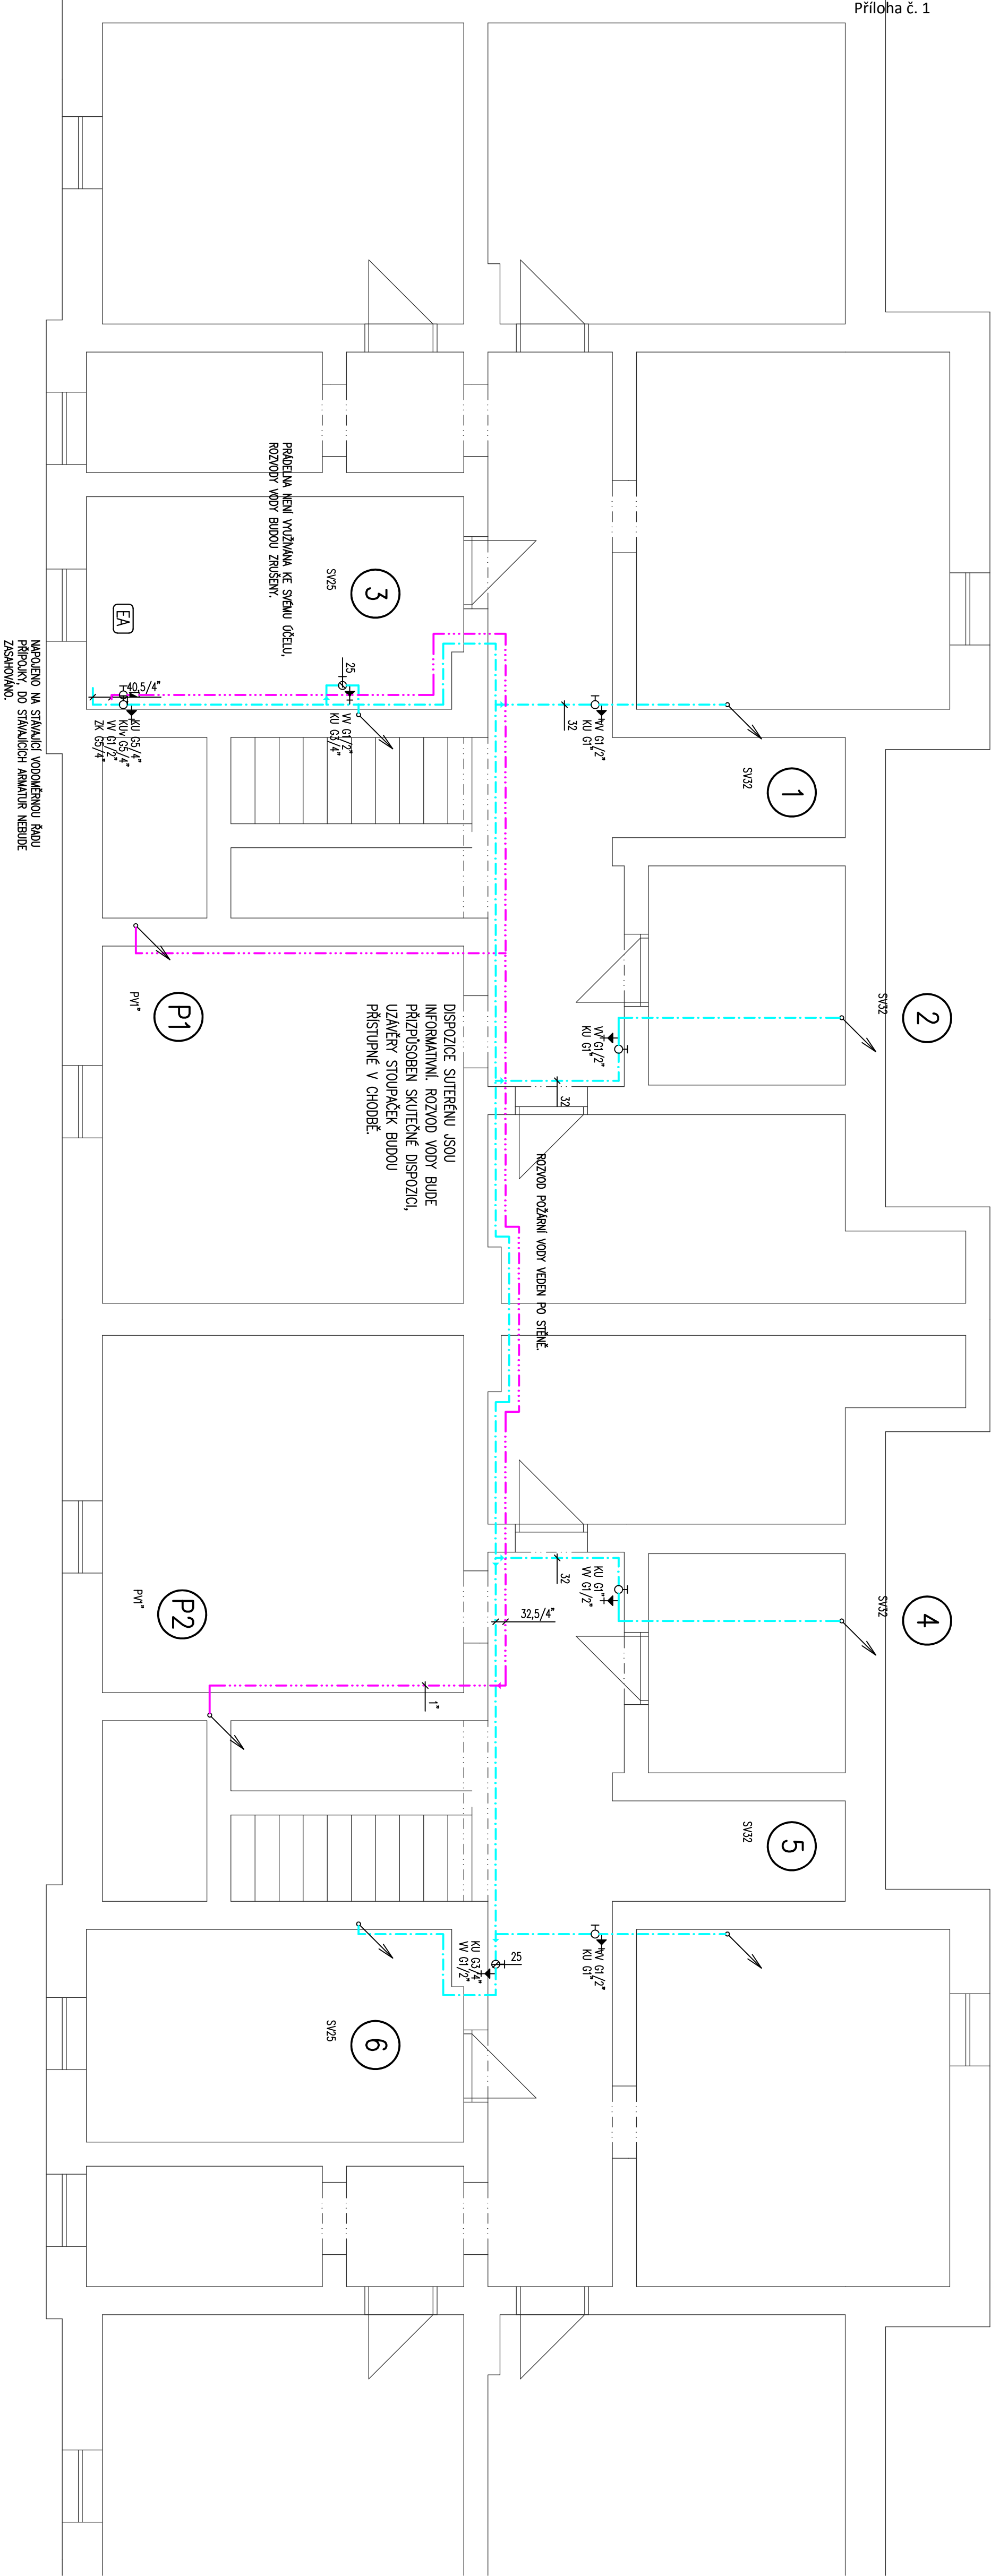 Příloha č. 1
PRÁDELNA NENÍ VYUŽÍVÁNA KE SVÉMU ÚČELU,
ROZVODY VODY BUDOU ZRUŠENY.
3
SV25
EA
NAPOJENO NA STÁVAJÍCÍ VODOMĚRNOU ŘADU
PŘÍPOJKY, DO STÁVAJÍCÍCH ARMATUR NEBUDE
ZASAHOVÁNO.
40,5/4"
KU G5/4"
KUv G5/4"
VV G1/2"
ZK G5/4"
25
VV G1/2"
KU G3/4"
32
VV G1/2"
KU G1"
1
SV32
2
SV32
VV G1/2"
KU G1"
32
P1
PV1"
DISPOZICE SUTERÉNU JSOU
INFORMATIVNÍ. ROZVOD VODY BUDE
PŘIZPŮSOBEN SKUTEČNÉ DISPOZICI,
UZÁVĚRY STOUPAČEK BUDOU
PŘÍSTUPNÉ V CHODBĚ.
ROZVOD POŽÁRNÍ VODY VEDEN PO STĚNĚ.
P2
PV1"
32
KU G1"
VV G1/2"
4
SV32
32,5/4"
1"
5
SV32
VV G1/2"
KU G1"
25
KU G3/4"
VV G1/2"
6
SV25